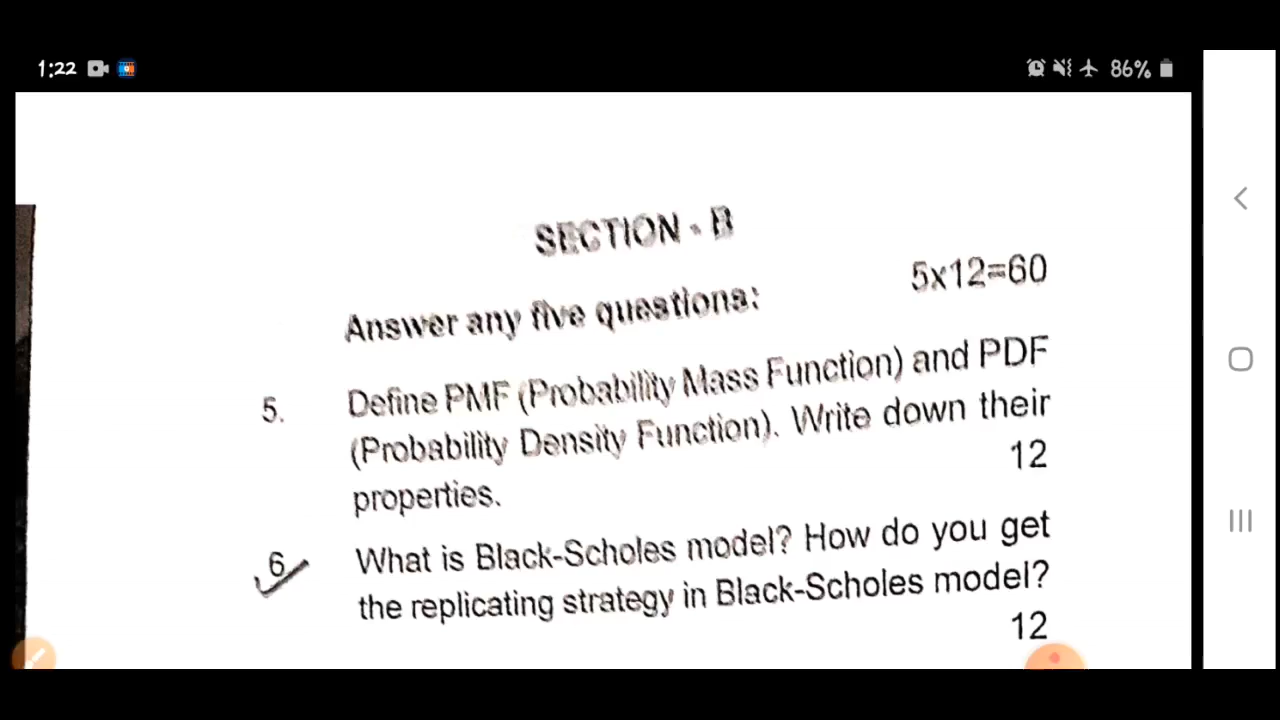 1:22
86%
SECTION - B
5x12=60
Answer any five questions:
5. Define PMF (Probability Mass Function) and PDF
(Probability Density Function). Write down their
properties. 12
6 What is Black-Scholes model? How do you get
the replicating strategy in Black-Scholes model?
12